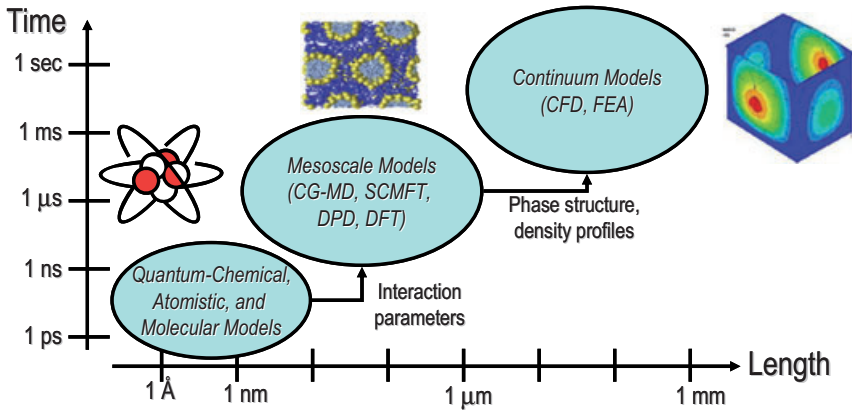 Time
1 sec
1 ms
1 μs
1 ns
1 ps
Continuum Models
(CFD, FEA)
Mesoscale Models
(CG-MD, SCMFT,
DPD, DFT)
Phase structure,
density profiles
Quantum-Chemical,
Atomistic, and
Molecular Models
Interaction
parameters
1 Å
1 nm
1 μm
1 mm
Length